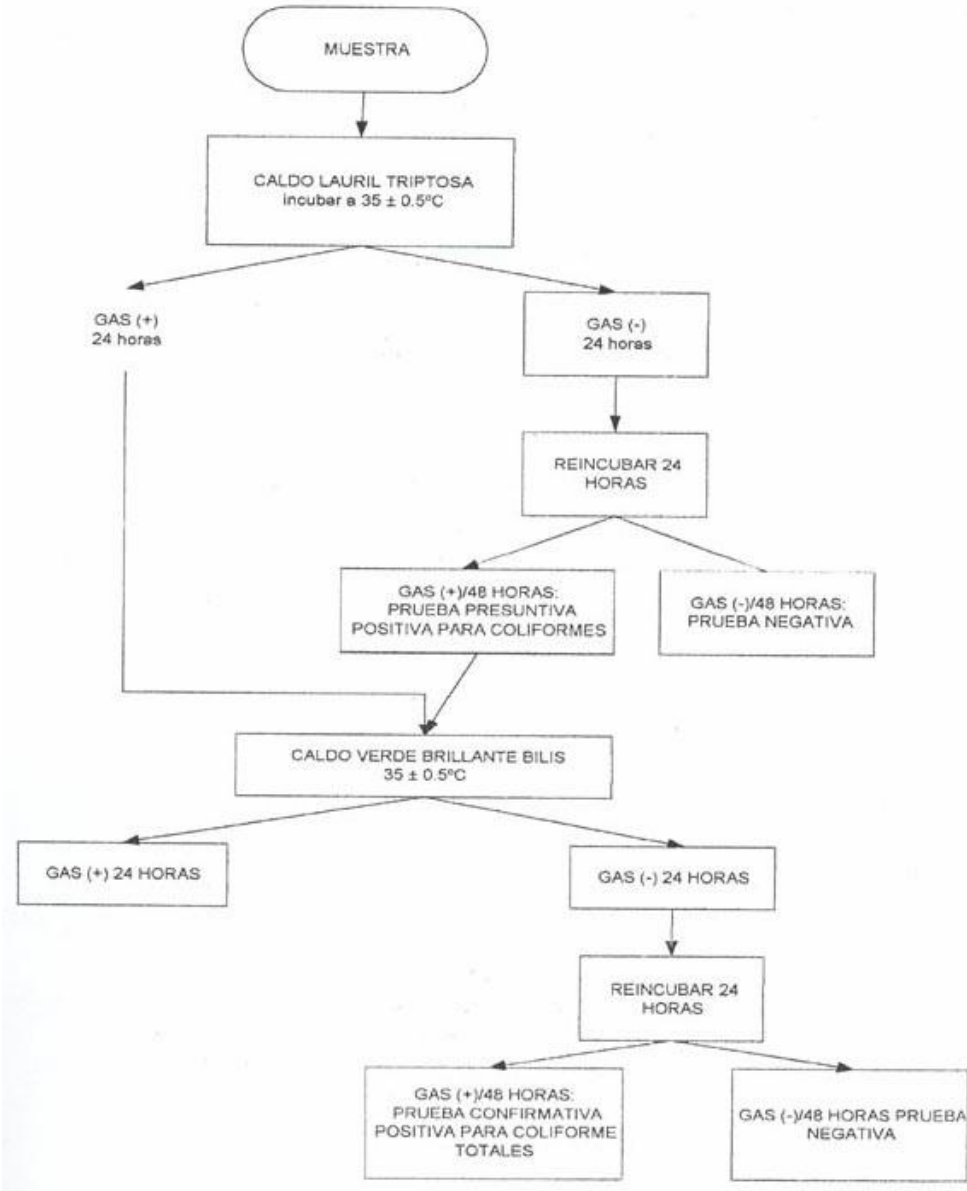 MUESTRA
CALDO LAURIL TRIPTOSA
incubar a 35 ± 0.5ºC
GAS (+)
24 horas
GAS (-)
24 horas
REINCUBAR 24
HORAS
GAS (+)/48 HORAS:
PRUEBA PRESUNTIVA
POSITIVA PARA COLIFORMES
GAS (-)/48 HORAS:
PRUEBA NEGATIVA
CALDO VERDE BRILLANTE BILIS
35 ± 0.5ºC
GAS (+) 24 HORAS
GAS (-) 24 HORAS
REINCUBAR 24
HORAS
GAS (+)/48 HORAS:
PRUEBA CONFIRMATIVA
POSITIVA PARA COLIFORME
TOTALES
GAS (-)/48 HORAS PRUEBA
NEGATIVA